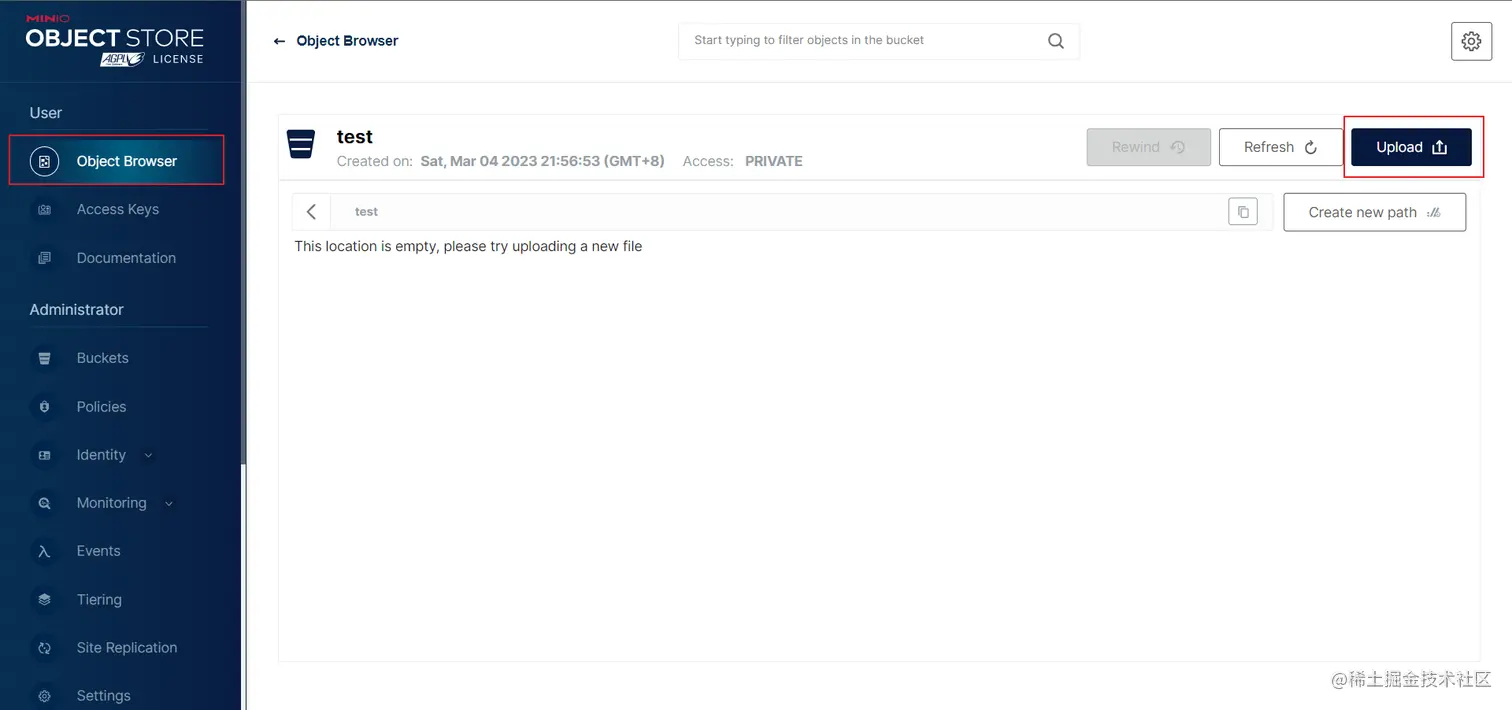 MINIO
OBJECT STORE
AGPLV3 LICENSE
User
Object Browser
Access Keys
Documentation
Administrator
Buckets
Policies
Identity
Monitoring
Events
Tiering
Site Replication
Settings
← Object Browser
Start typing to filter objects in the bucket
test
Created on: Sat, Mar 04 2023 21:56:53 (GMT+8) Access: PRIVATE
Rewind
Refresh
Upload
test
Create new path
This location is empty, please try uploading a new file
@稀土掘金技术社区